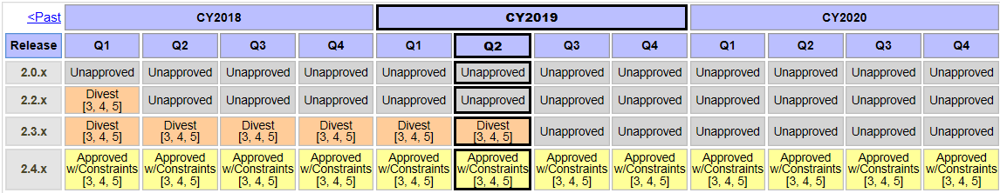 <Past CY2018 CY2019 CY2020
Release Q1 Q2 Q3 Q4 Q1 Q2 Q3 Q4 Q1 Q2 Q3 Q4
2.0.x Unapproved Unapproved Unapproved Unapproved Unapproved Unapproved Unapproved Unapproved Unapproved Unapproved Unapproved Unapproved
2.2.x Divest [3, 4, 5] Unapproved Unapproved Unapproved Unapproved Unapproved Unapproved Unapproved Unapproved Unapproved Unapproved Unapproved
2.3.x Divest [3, 4, 5] Divest [3, 4, 5] Divest [3, 4, 5] Divest [3, 4, 5] Divest [3, 4, 5] Divest [3, 4, 5] Unapproved Unapproved Unapproved Unapproved Unapproved Unapproved
2.4.x Approved w/Constraints [3, 4, 5] Approved w/Constraints [3, 4, 5] Approved w/Constraints [3, 4, 5] Approved w/Constraints [3, 4, 5] Approved w/Constraints [3, 4, 5] Approved w/Constraints [3, 4, 5] Approved w/Constraints [3, 4, 5] Approved w/Constraints [3, 4, 5] Approved w/Constraints [3, 4, 5] Approved w/Constraints [3, 4, 5] Approved w/Constraints [3, 4, 5] Approved w/Constraints [3, 4, 5]